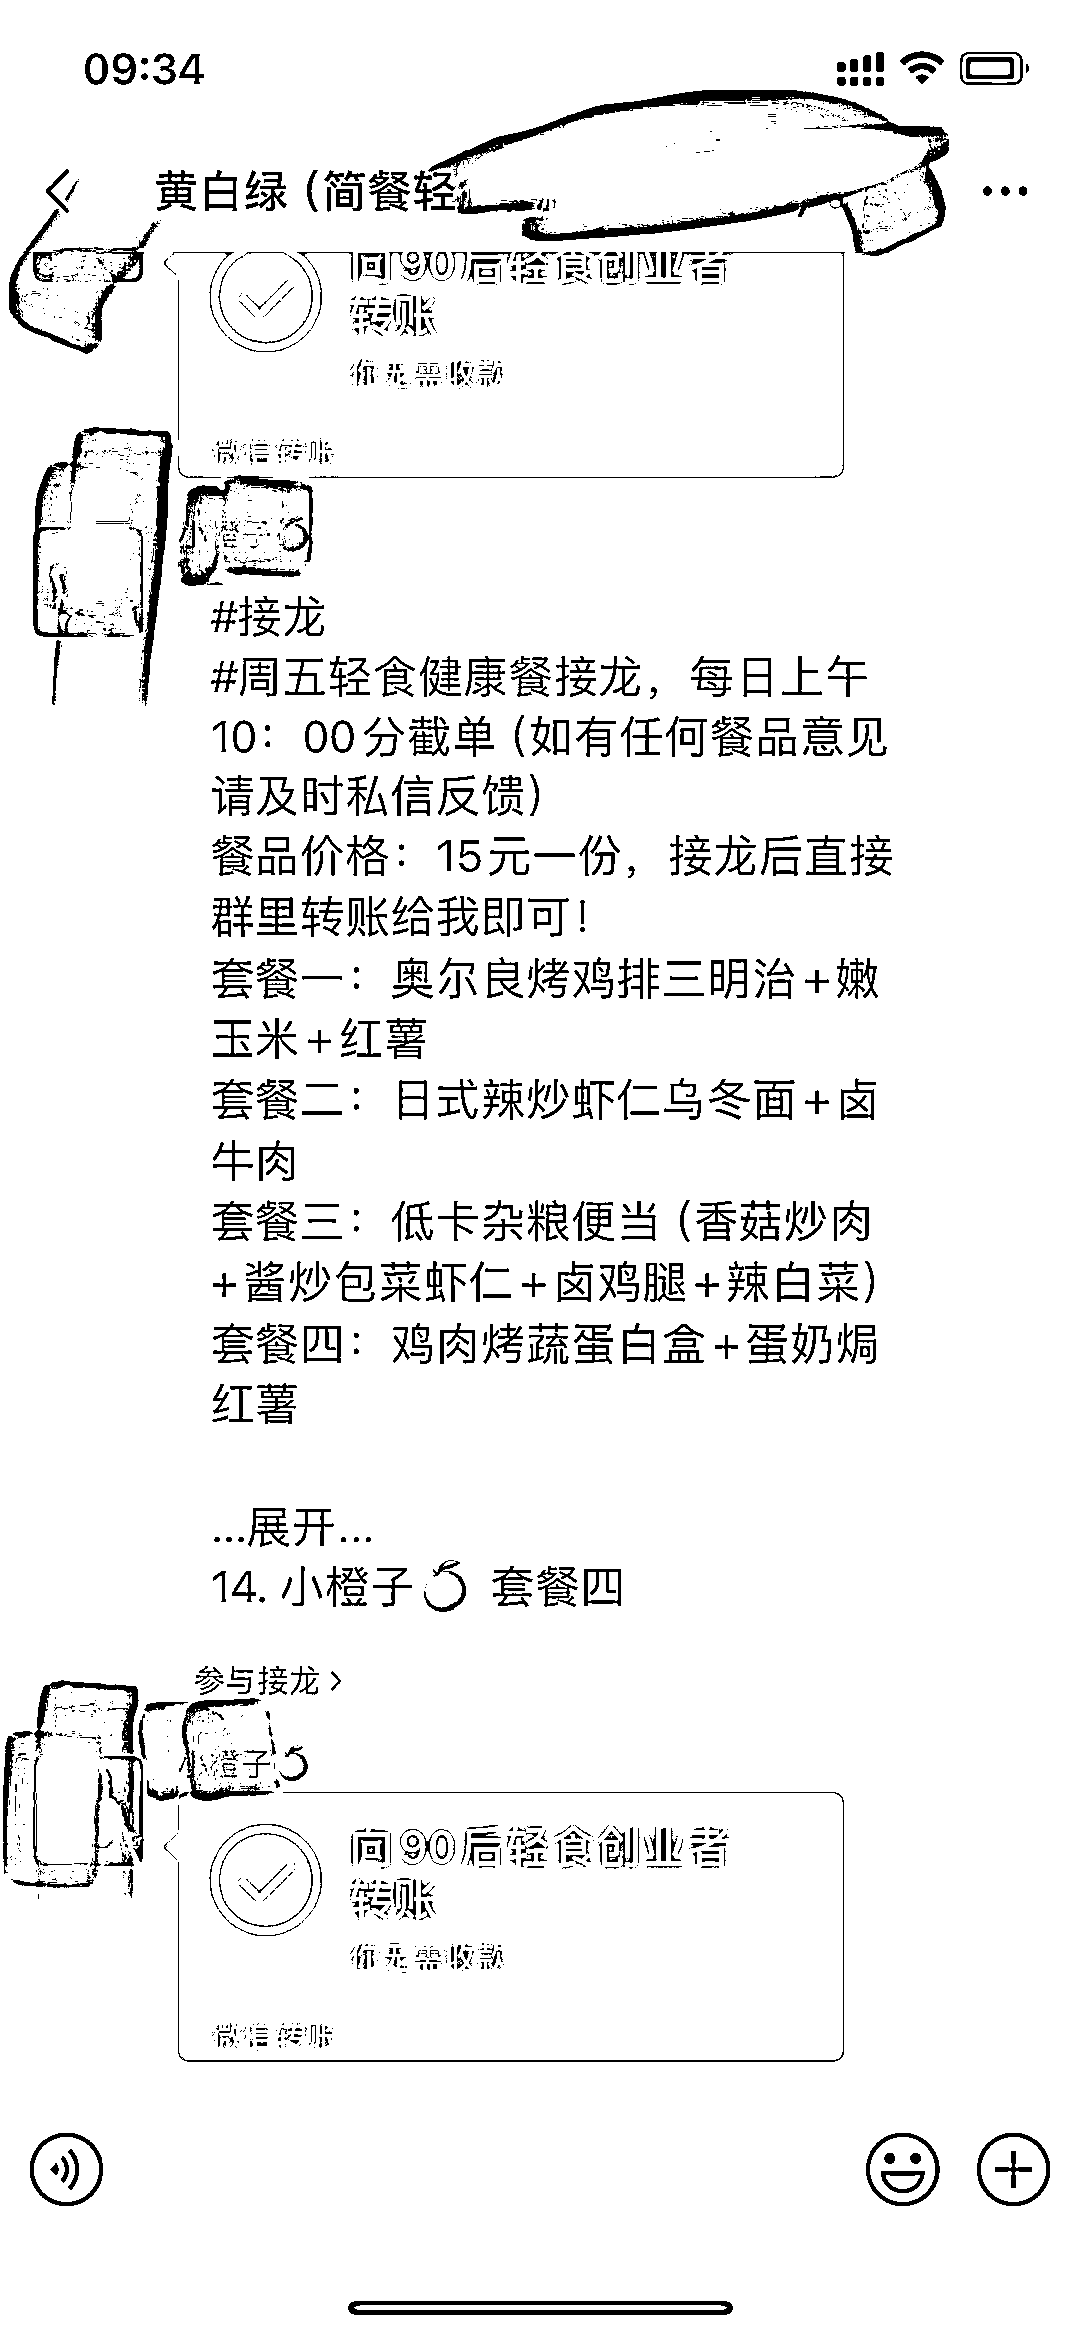 09:34
黄白绿（简餐轻
向90后轻食创业者
转账
你无需收款
微信转账
小橙子
#接龙
#周五轻食健康餐接龙，每日上午
10：00分截单（如有任何餐品意见
请及时私信反馈）
餐品价格：15元一份，接龙后直接
群里转账给我即可！
套餐一：奥尔良烤鸡排三明治+嫩
玉米+红薯
套餐二：日式辣炒虾仁乌冬面+卤
牛肉
套餐三：低卡杂粮便当（香菇炒肉
+酱炒包菜虾仁+卤鸡腿+辣白菜）
套餐四：鸡肉烤蔬蛋白盒+蛋奶焗
红薯
...展开...
14. 小橙子🍊 套餐四
参与接龙 >
小橙子
向90后轻食创业者
转账
你无需收款
微信转账